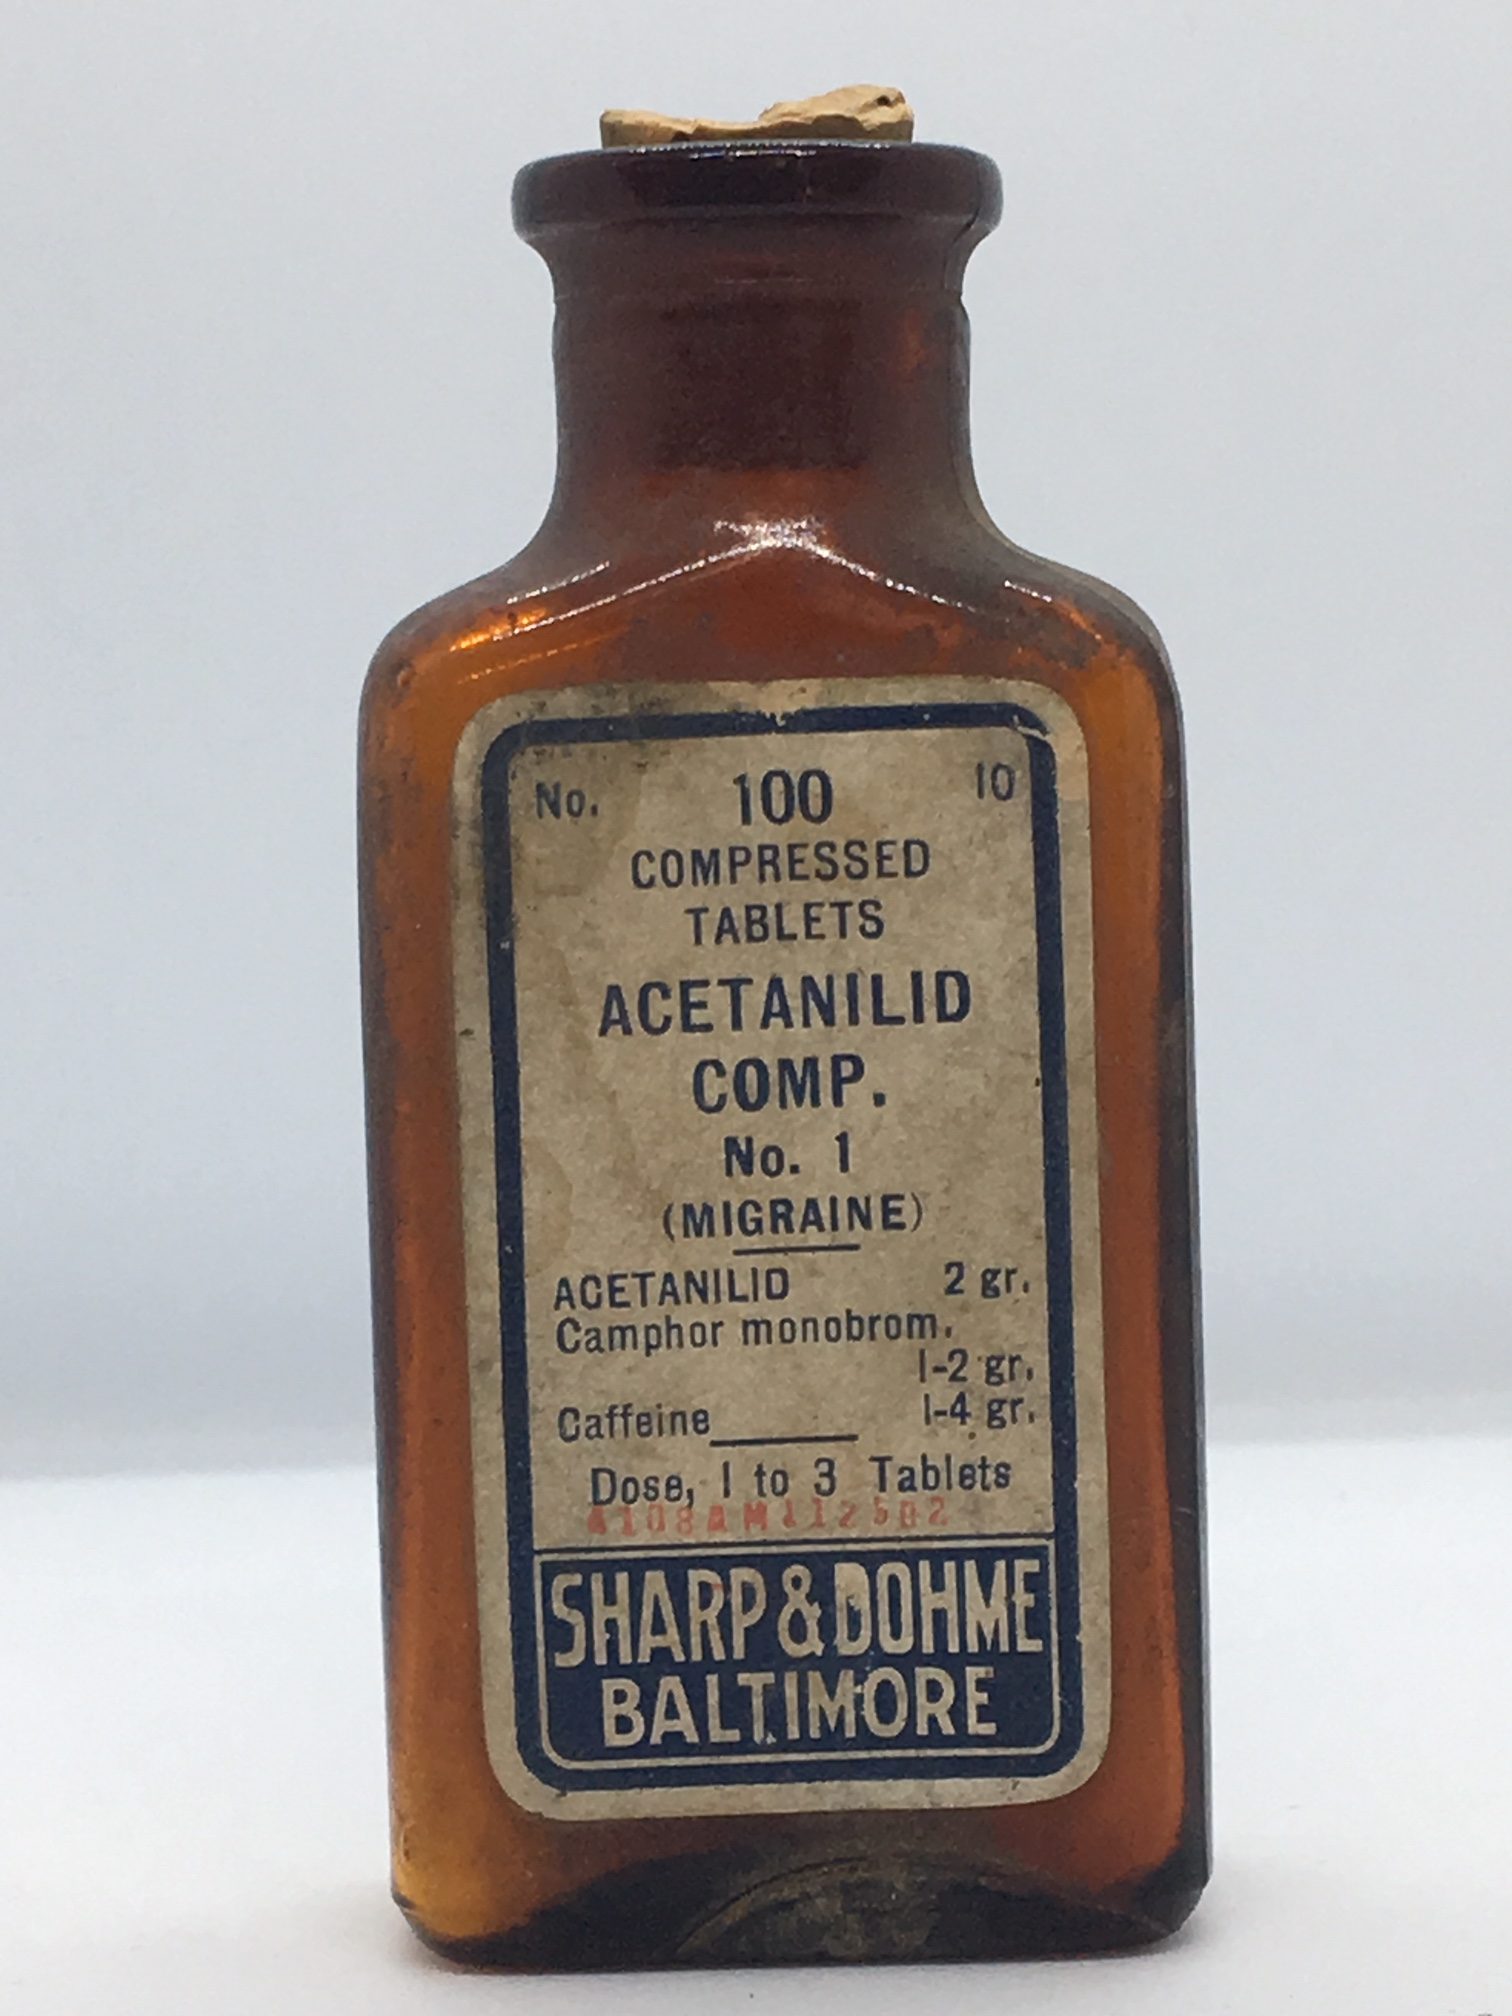 No. 100 10
COMPRESSED
TABLETS
ACETANILID
COMP.
No. 1
(MIGRAINE)
ACETANILID 2 gr.
Camphor monobrom.
1-2 gr.
Caffeine 1-4 gr.
Dose, 1 to 3 Tablets
4108AM112502
SHARP & DOHME
BALTIMORE